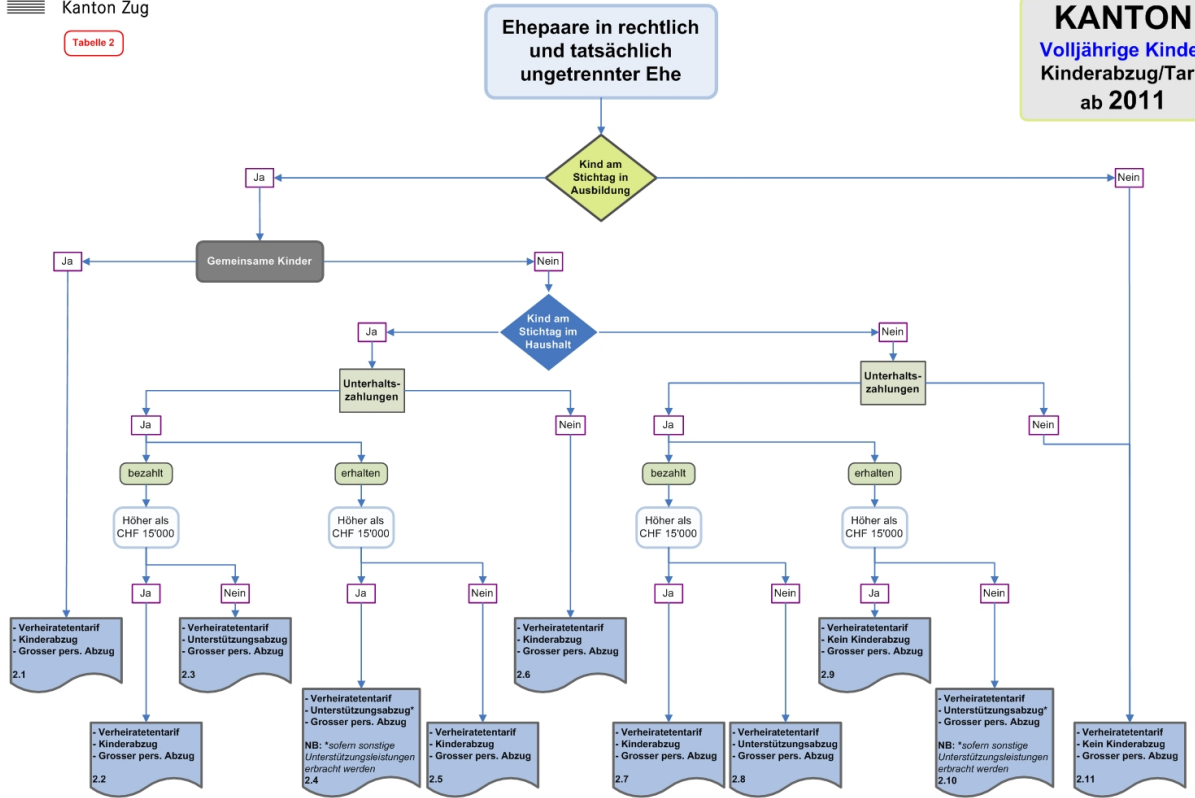 Kanton Zug
Tabelle 2
Ehepaare in rechtlich
und tatsächlich
ungetrennter Ehe
KANTON
Volljährige Kinde
Kinderabzug/Tar
ab 2011
Kind am
Stichtag in
Ausbildung
Ja
Nein
Gemeinsame Kinder
Ja
Nein
Kind am
Stichtag im
Haushalt
Ja
Nein
Unterhalts-
zahlungen
Unterhalts-
zahlungen
Ja
Nein
Ja
Nein
bezahlt
erhalten
bezahlt
erhalten
Höher als
CHF 15'000
Höher als
CHF 15'000
Höher als
CHF 15'000
Höher als
CHF 15'000
Ja
Nein
Ja
Nein
Ja
Nein
Ja
Nein
- Verheiratetentarif
- Kinderabzug
- Grosser pers. Abzug
2.1
- Verheiratetentarif
- Unterstützungsabzug
- Grosser pers. Abzug
2.3
- Verheiratetentarif
- Kinderabzug
- Grosser pers. Abzug
2.6
- Verheiratetentarif
- Kein Kinderabzug
- Grosser pers. Abzug
2.9
- Verheiratetentarif
- Kinderabzug
- Grosser pers. Abzug
2.2
- Verheiratetentarif
- Unterstützungsabzug*
- Grosser pers. Abzug
NB: *sofern sonstige
Unterstützungsleistungen
erbracht werden
2.4
- Verheiratetentarif
- Kinderabzug
- Grosser pers. Abzug
2.5
- Verheiratetentarif
- Kinderabzug
- Grosser pers. Abzug
2.7
- Verheiratetentarif
- Unterstützungsabzug
- Grosser pers. Abzug
2.8
- Verheiratetentarif
- Unterstützungsabzug*
- Grosser pers. Abzug
NB: *sofern sonstige
Unterstützungsleistungen
erbracht werden
2.10
- Verheiratetentarif
- Kein Kinderabzug
- Grosser pers. Abzug
2.11